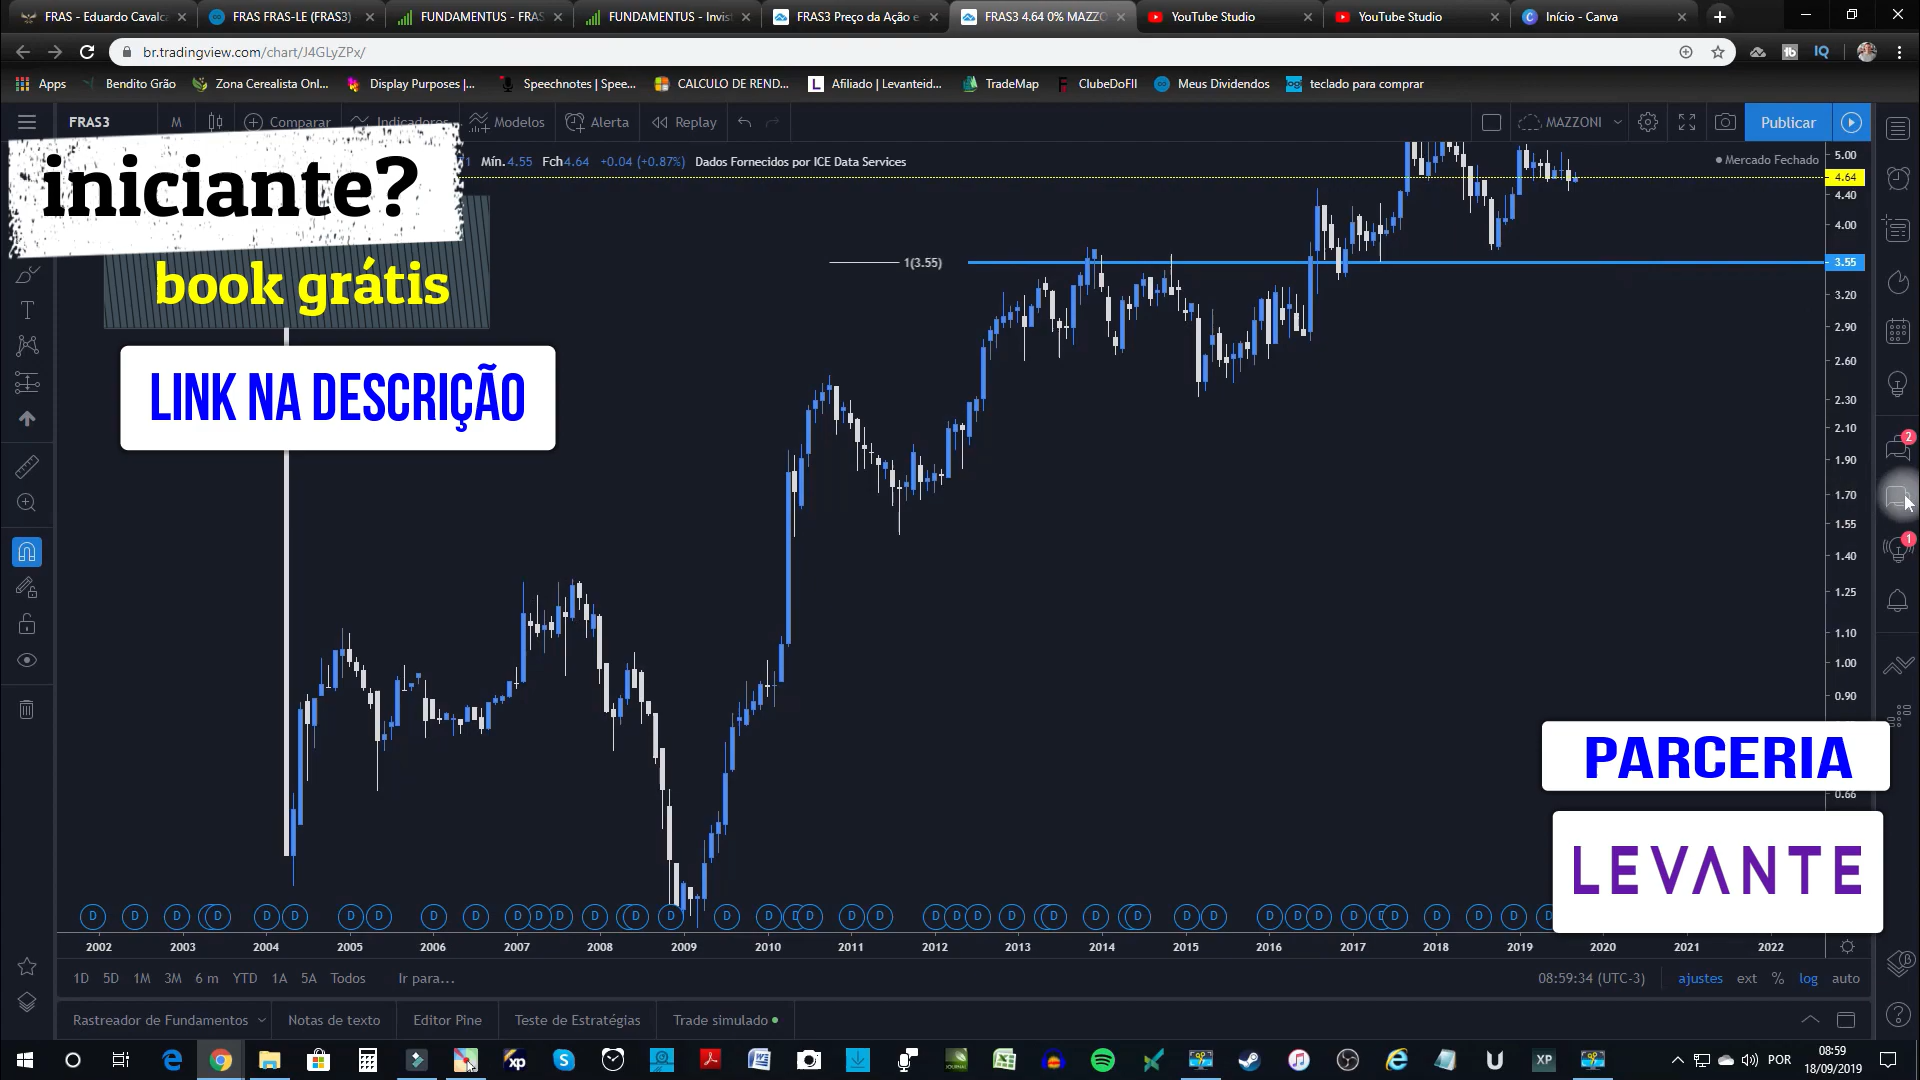 FRAS - Eduardo Cavalca
FRAS FRAS-LE (FRAS3)
FUNDAMENTUS - FRAS
FUNDAMENTUS - Invis
FRAS3 Preço da Ação e
FRAS3 4.64 0% MAZZO
YouTube Studio
YouTube Studio
Início - Canva
br.tradingview.com/chart/J4GLyZPx/
Apps
Bendito Grão
Zona Cerealista Onl...
Display Purposes |...
Speechnotes | Spee...
CALCULO DE REND...
Afiliado | Levanteid...
TradeMap
ClubeDoFII
Meus Dividendos
teclado para comprar
FRAS3
M
Comparar
Indicadores
Modelos
Alerta
Replay
MAZZONI
Publicar
Mín. 4.55 Fch 4.64 +0.04 (+0.87%) Dados Fornecidos por ICE Data Services
Mercado Fechado
iniciante?
book grátis
LINK NA DESCRIÇÃO
1(3.55)
5.00
4.64
4.40
4.00
3.55
3.20
2.90
2.60
2.30
2.10
1.90
1.70
1.55
1.40
1.25
1.10
1.00
0.90
0.66
2
1
PARCERIA
LEVANTE
D D D D D D D D D D D D D D D D D D D D D D D D D D D D D D D D D D D D D D D D D D D
2002 2003 2004 2005 2006 2007 2008 2009 2010 2011 2012 2013 2014 2015 2016 2017 2018 2019 2020 2021 2022
1D 5D 1M 3M 6 m YTD 1A 5A Todos Ir para...
08:59:34 (UTC-3) ajustes ext % log auto
Rastreador de Fundamentos
Notas de texto
Editor Pine
Teste de Estratégias
Trade simulado
xp
XP
POR
08:59
18/09/2019